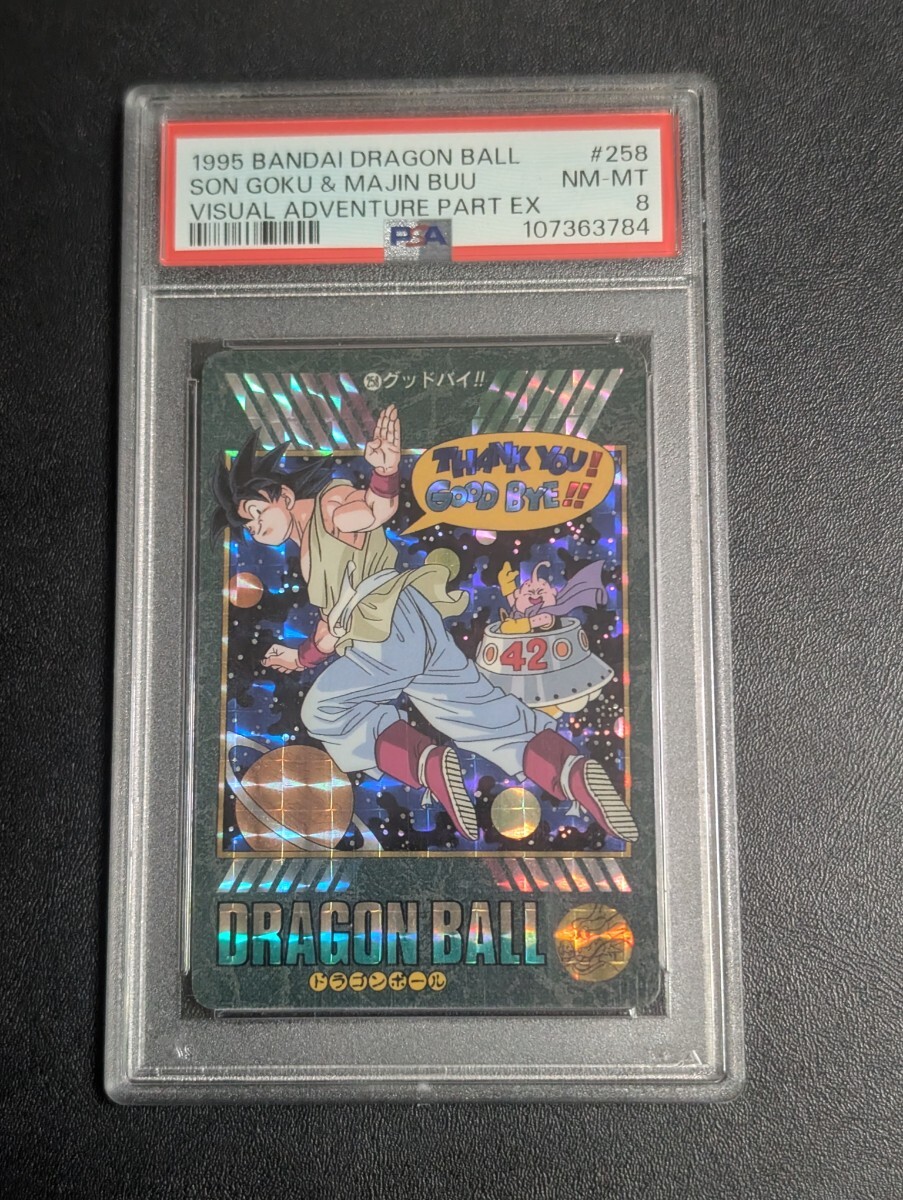 1995 BANDAI DRAGON BALL #258
SON GOKU & MAJIN BUU NM-MT
VISUAL ADVENTURE PART EX 8
PSA 107363784
258 グッドバイ!!
THANK YOU!
GOOD BYE!!
42
DRAGON BALL
ドラゴンボール